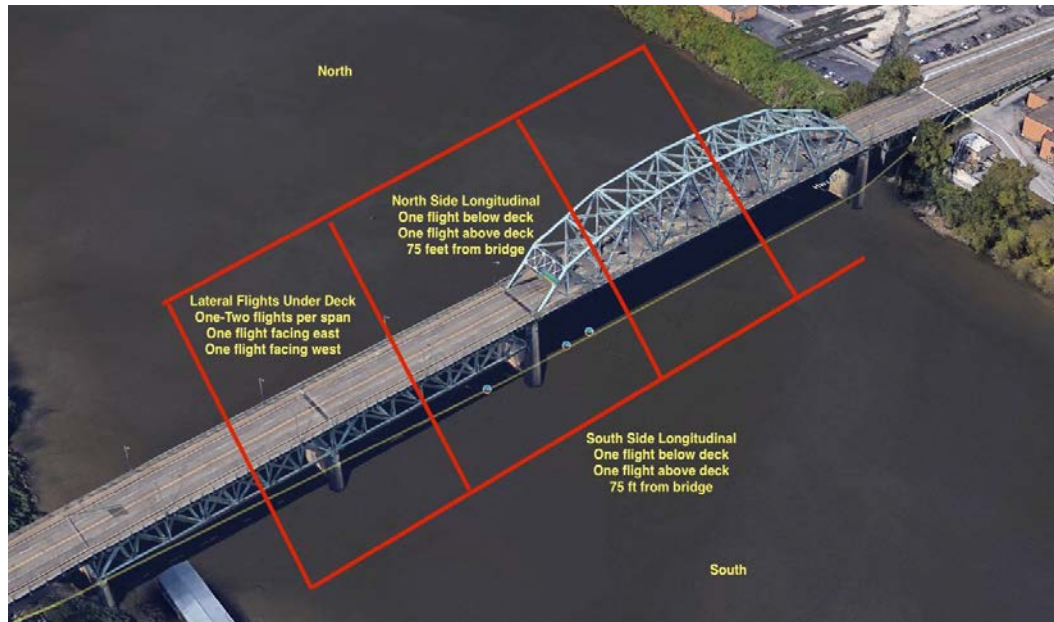 North
North Side Longitudinal
One flight below deck
One flight above deck
75 feet from bridge
Lateral Flights Under Deck
One-Two flights per span
One flight facing east
One flight facing west
South Side Longitudinal
One flight below deck
One flight above deck
75 ft from bridge
South